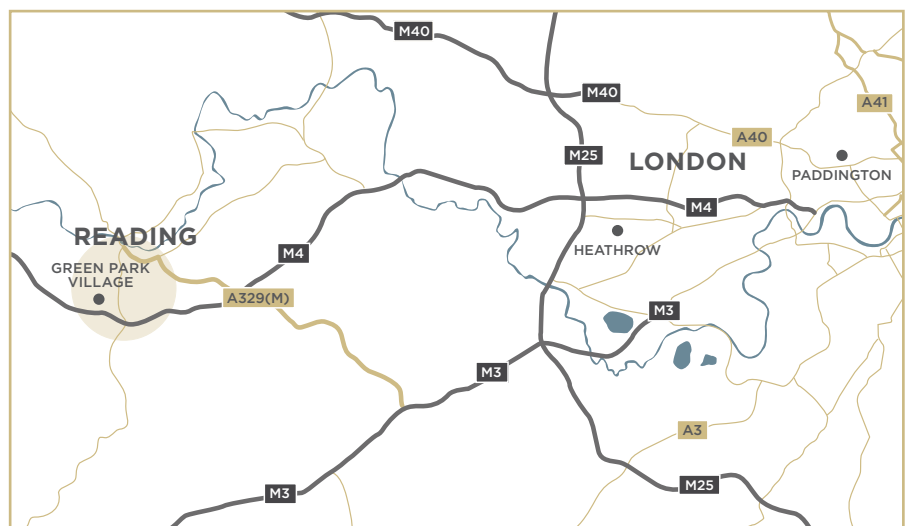 M40
M40
A41
A40
M25
LONDON
PADDINGTON
M4
READING
HEATHROW
M4
GREEN PARK
VILLAGE
A329(M)
M3
M3
A3
M25
M3